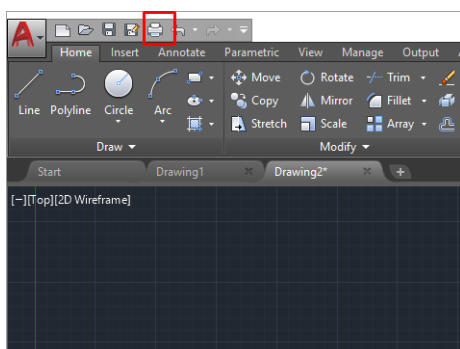 A
Home Insert Annotate Parametric View Manage Output
Line Polyline Circle Arc
Move Rotate Trim
Copy Mirror Fillet
Stretch Scale Array
Draw Modify
Start Drawing1 Drawing2*
[−][Top][2D Wireframe]